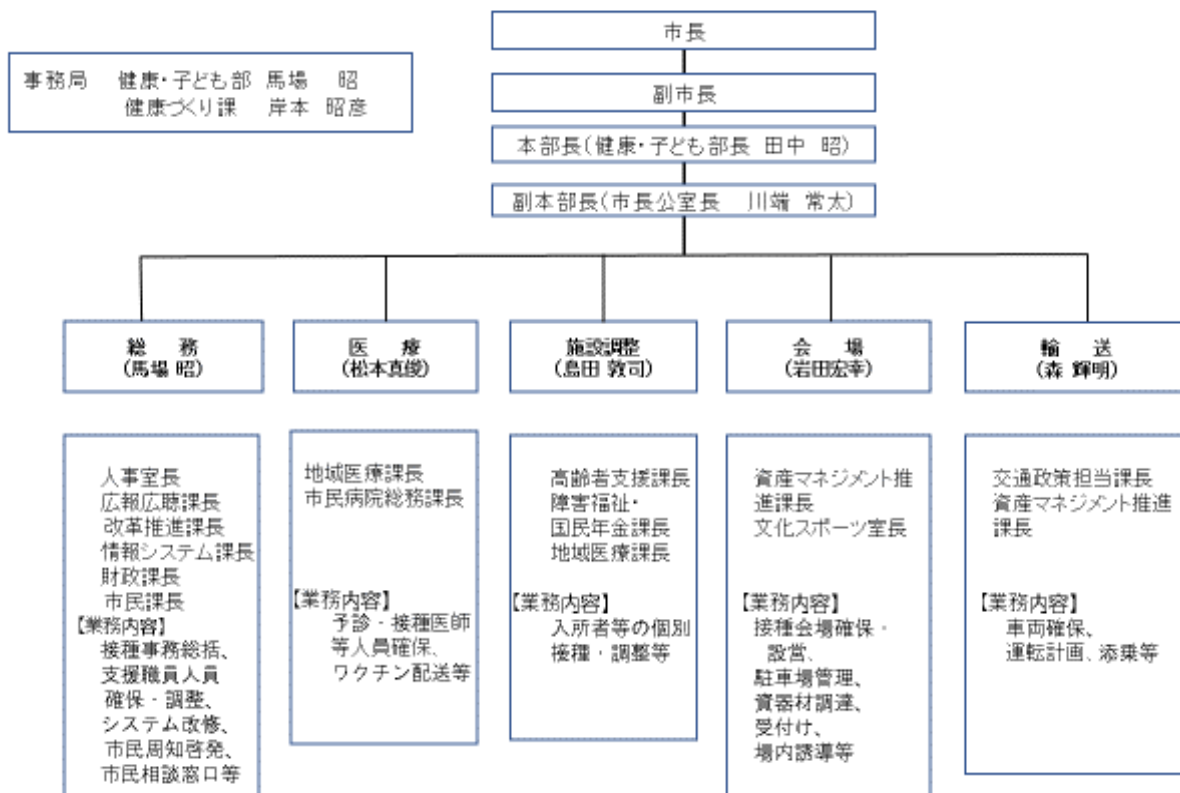 市長
事務局 健康・子ども部 馬場 昭
健康づくり課 岸本 昭彦
副市長
本部長(健康・子ども部長 田中 昭)
副本部長(市長公室長 川端 常太)
総 務
(馬場 昭)
医 療
(松本真俊)
施設調整
(島田 敦司)
会 場
(岩田宏幸)
輸 送
(森 輝明)
人事室長
広報広聴課長
改革推進課長
情報システム課長
財政課長
市民課長
【業務内容】
接種事務総括、
支援職員人員
確保・調整、
システム改修、
市民周知啓発、
市民相談窓口等
地域医療課長
市民病院総務課長
【業務内容】
予診・接種医師
等人員確保、
ワクチン配送等
高齢者支援課長
障害福祉・
国民年金課長
地域医療課長
【業務内容】
入所者等の個別
接種・調整等
資産マネジメント推
進課長
文化スポーツ室長
【業務内容】
接種会場確保・
設営、
駐車場管理、
資器材調達、
受付け、
場内誘導等
交通政策担当課長
資産マネジメント推進
課長
【業務内容】
車両確保、
運転計画、添乗等